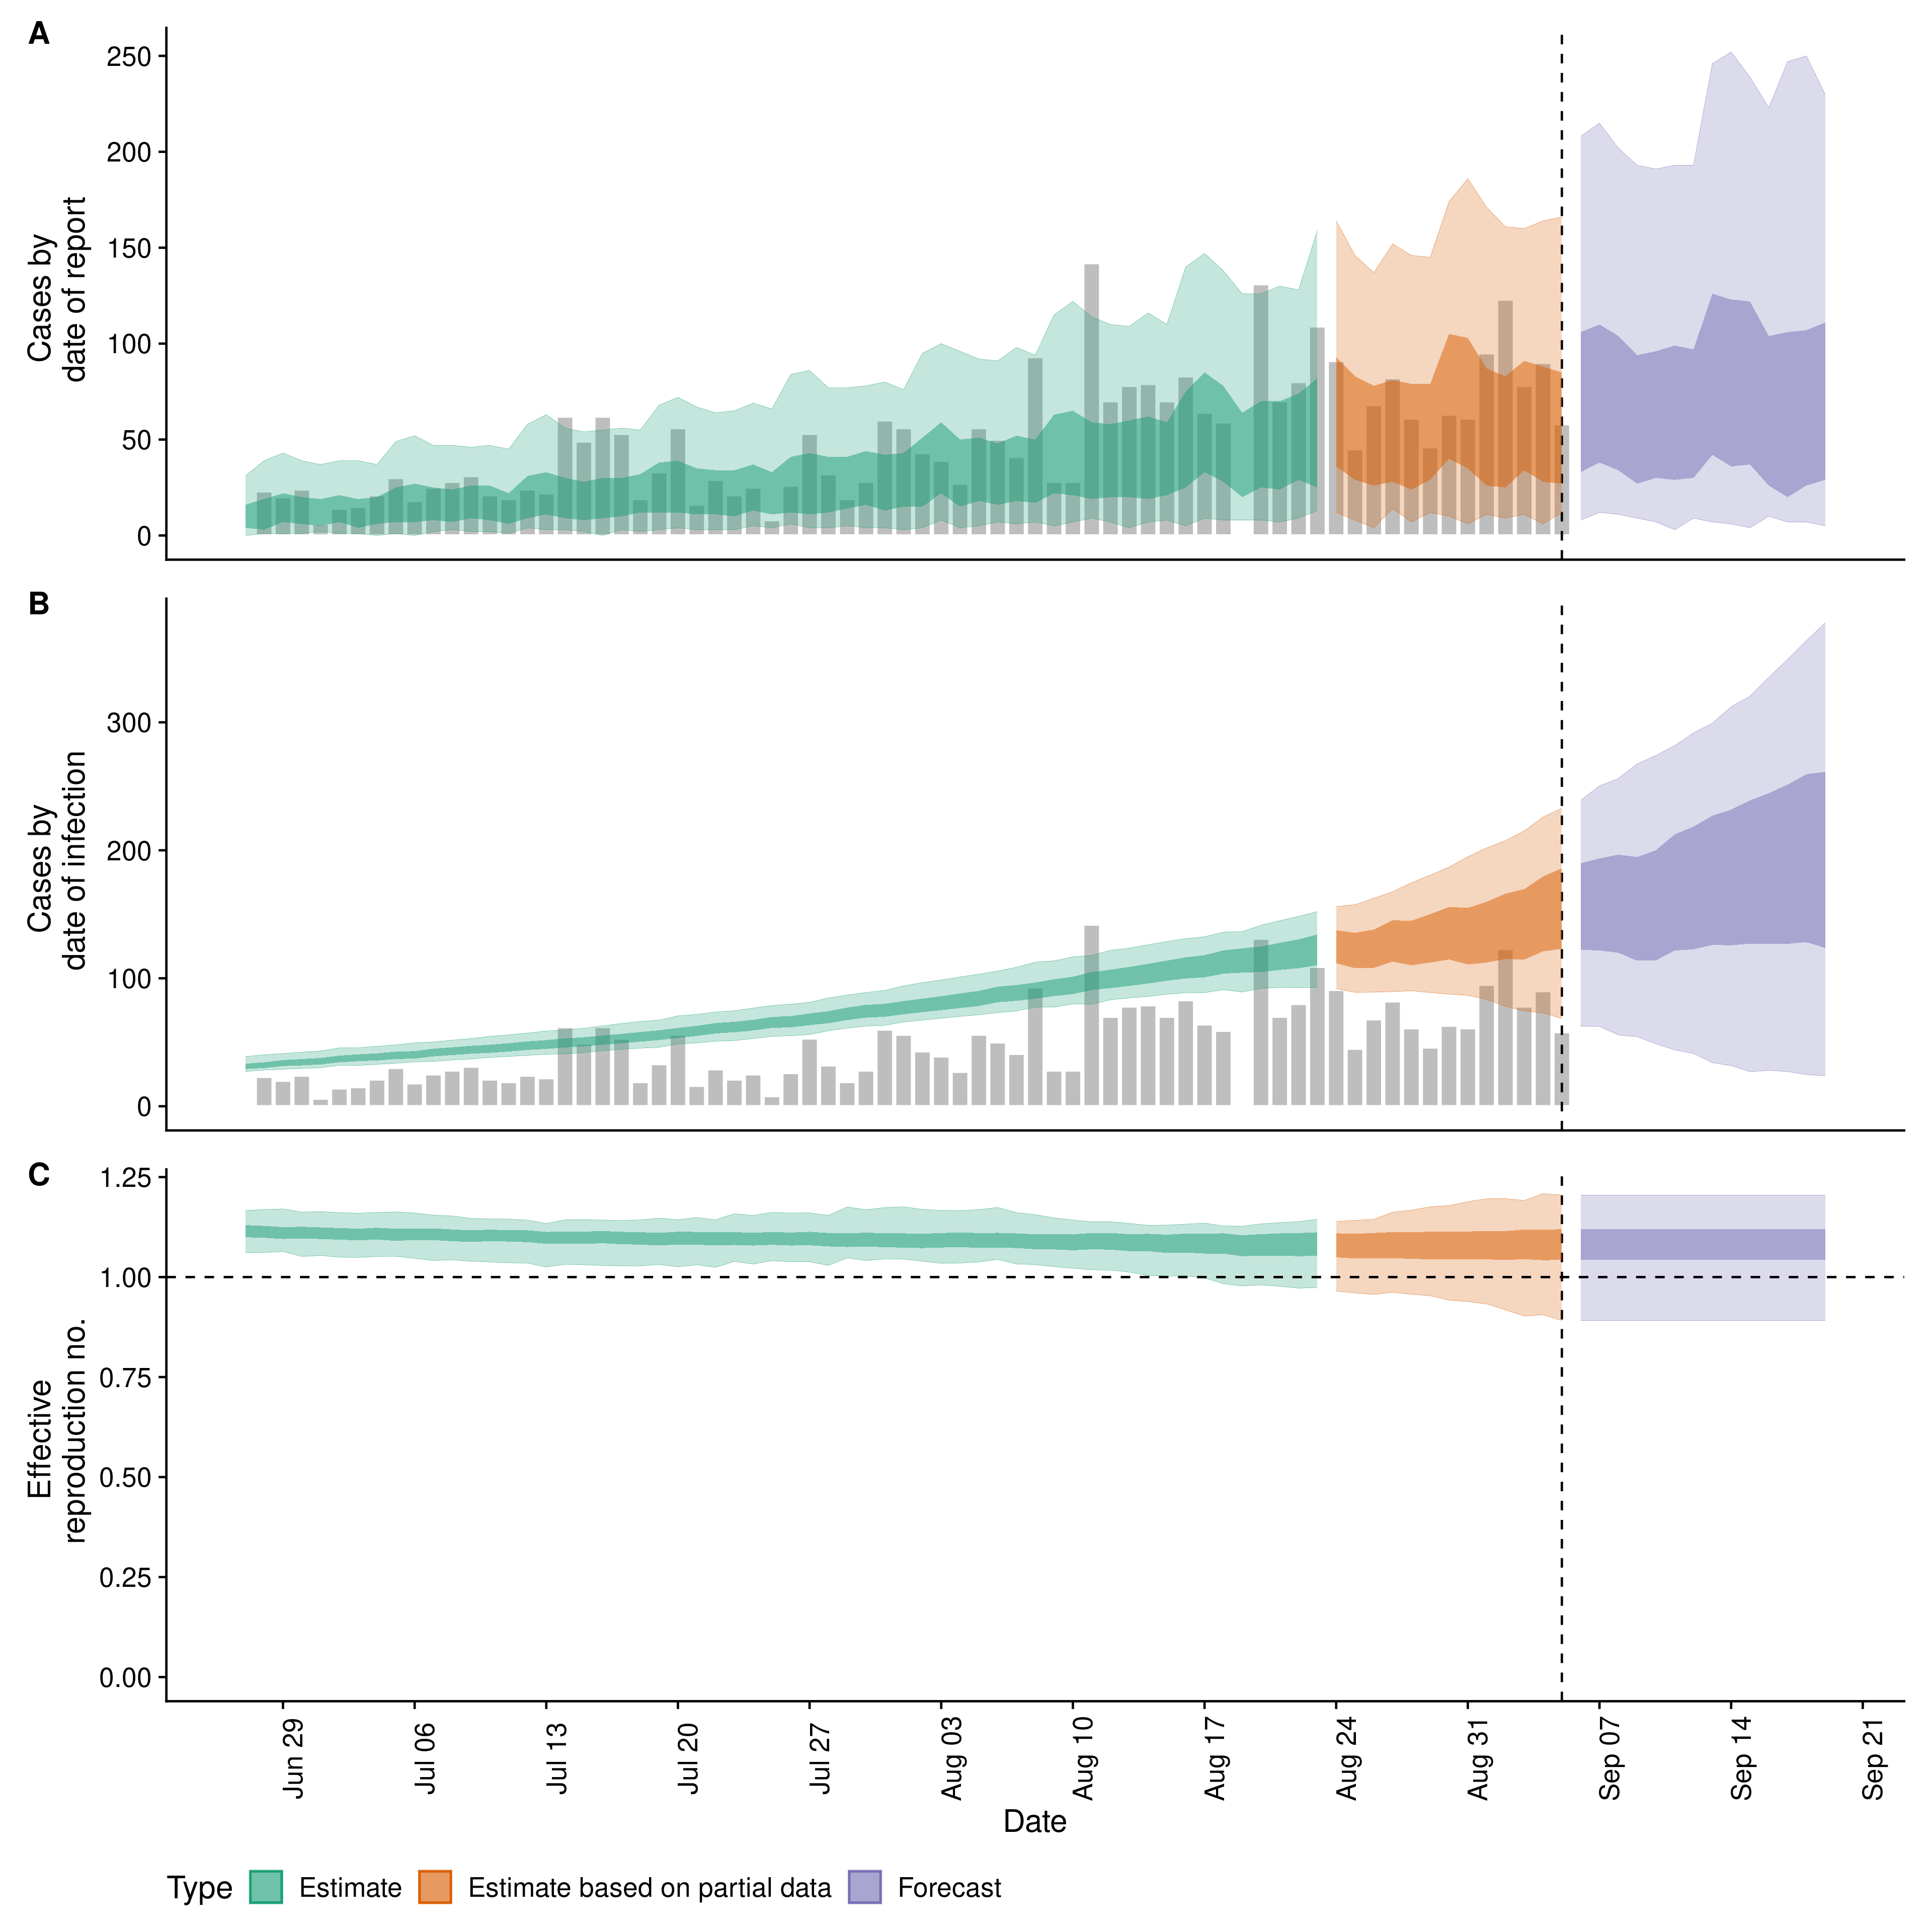 A
250
200
150
100
50
0
Cases by
date of report
B
300
200
100
0
Cases by
date of infection
C
1.25
1.00
0.75
0.50
0.25
0.00
Effective
reproduction no.
Jun 29
Jul 06
Jul 13
Jul 20
Jul 27
Aug 03
Aug 10
Aug 17
Aug 24
Aug 31
Sep 07
Sep 14
Sep 21
Date
Type Estimate Estimate based on partial data Forecast